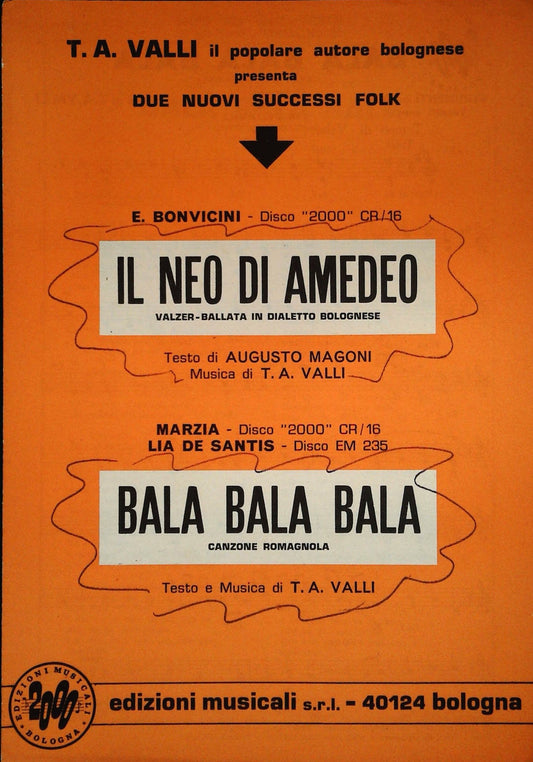 T. A. VALLI il popolare autore bolognese
presenta
DUE NUOVI SUCCESSI FOLK
E. BONVICINI - Disco "2000" CR/16
IL NEO DI AMEDEO
VALZER-BALLATA IN DIALETTO BOLOGNESE
Testo di AUGUSTO MAGONI
Musica di T. A. VALLI
MARZIA - Disco "2000" CR/16
LIA DE SANTIS - Disco EM 235
BALA BALA BALA
CANZONE ROMAGNOLA
Testo e Musica di T. A. VALLI
EDIZIONI MUSICALI
2000
BOLOGNA
edizioni musicali s.r.l. - 40124 bologna